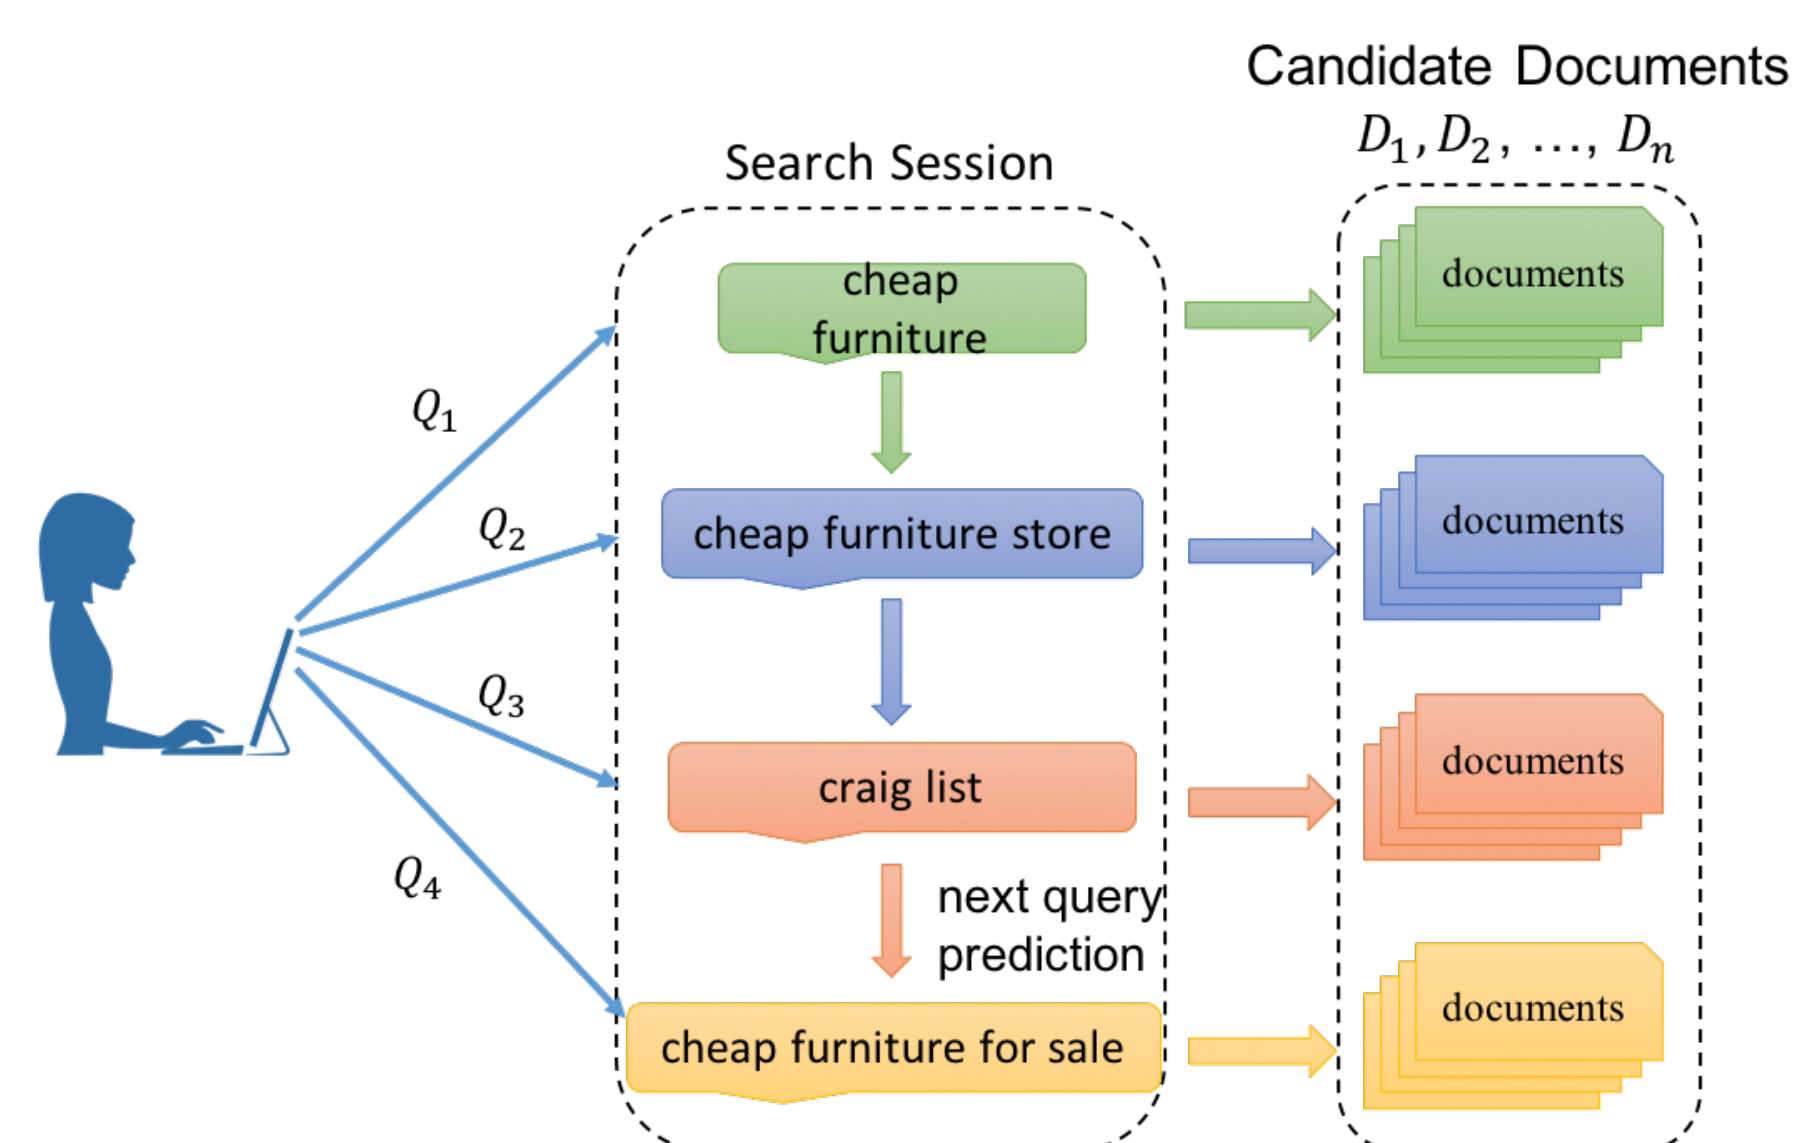 Candidate Documents
D₁, D₂, …, Dₙ
Search Session
cheap
furniture
documents
Q₁
cheap furniture store
documents
Q₂
craig list
documents
Q₃
next query
prediction
Q₄
cheap furniture for sale
documents